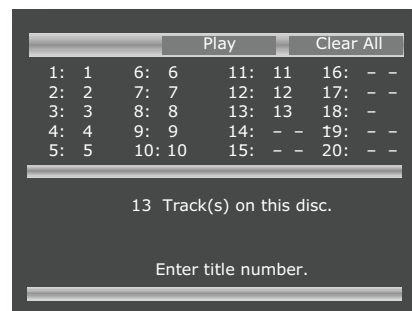 Play Clear All
1: 1 6: 6 11: 11 16: – –
2: 2 7: 7 12: 12 17: – –
3: 3 8: 8 13: 13 18: –
4: 4 9: 9 14: – – 19: – –
5: 5 10: 10 15: – – 20: – –
13 Track(s) on this disc.
Enter title number.